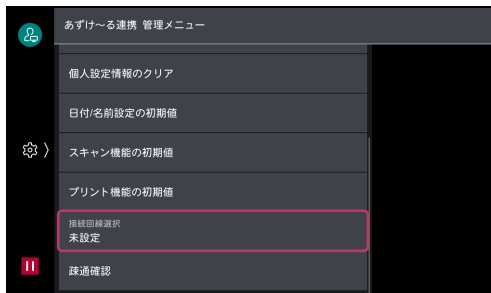 あずけ～る連携 管理メニュー
個人設定情報のクリア
日付/名前設定の初期値
スキャン機能の初期値
プリント機能の初期値
接続回線選択
未設定
疎通確認